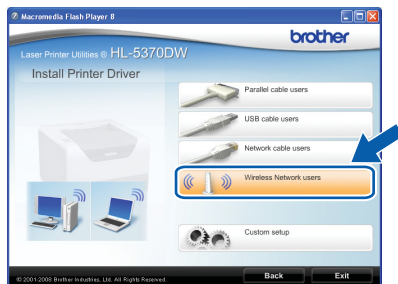 Macromedia Flash Player 8
brother
Laser Printer Utilities ® HL-5370DW
Install Printer Driver
Parallel cable users
USB cable users
Network cable users
Wireless Network users
Custom setup
© 2001-2008 Brother Industries, Ltd. All Rights Reserved.
Back
Exit